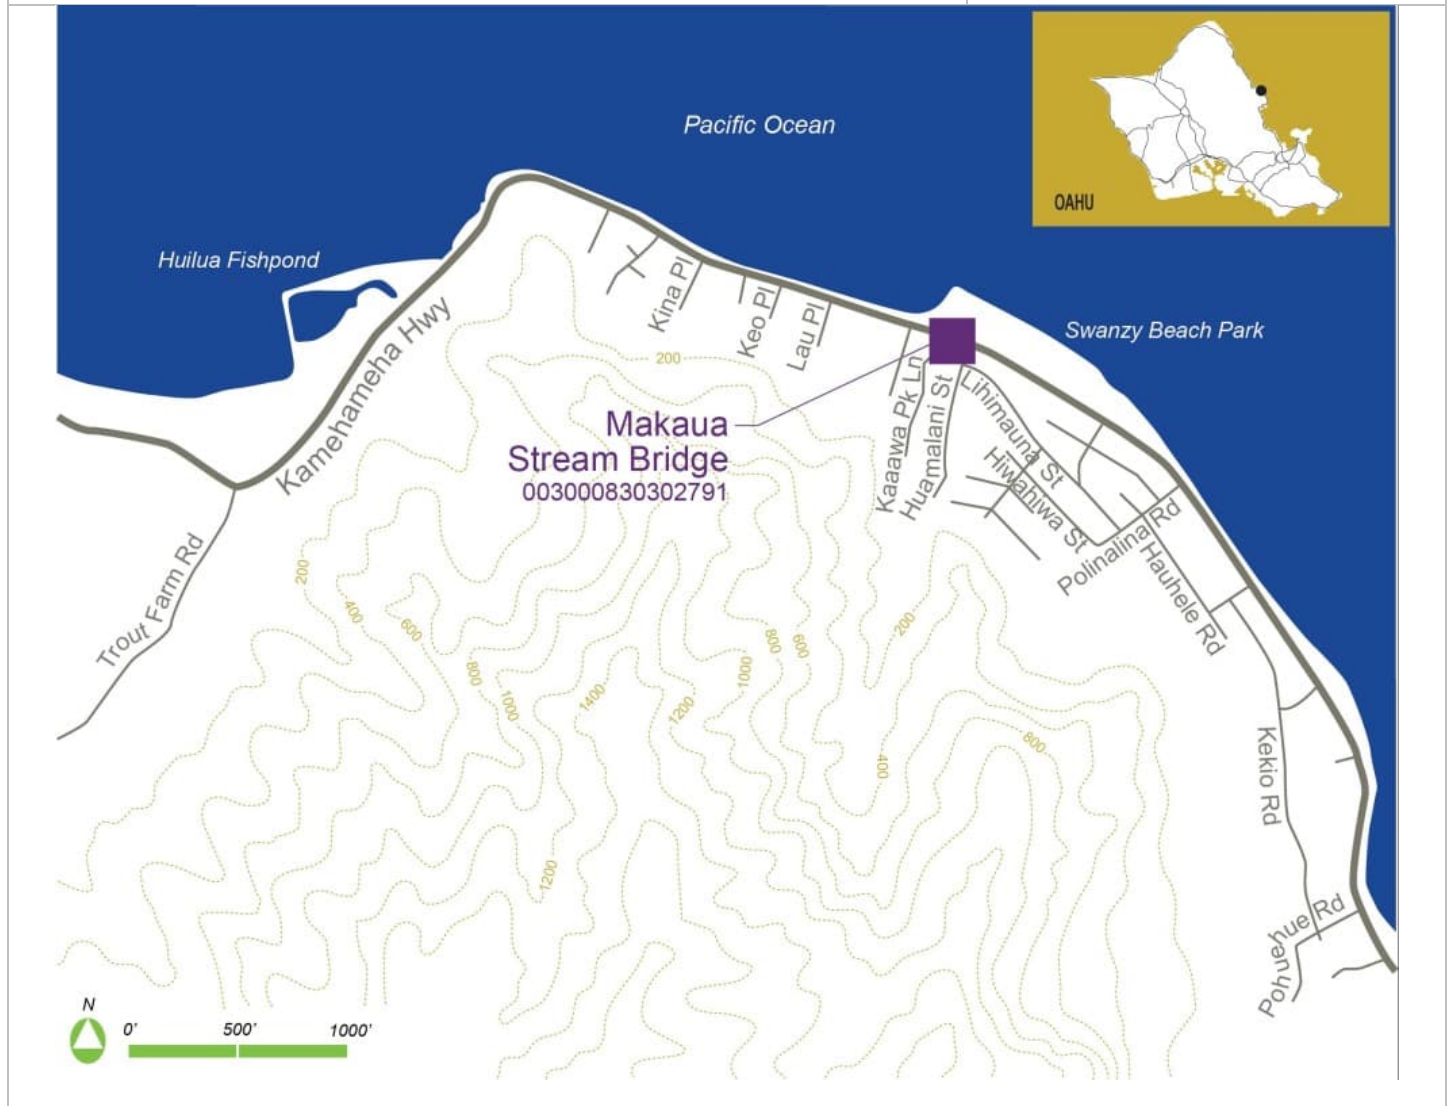 Pacific Ocean
OAHU
Huilua Fishpond
Swanzy Beach Park
Kamehameha Hwy
Kina Pl
Keo Pl
Lau Pl
200
Makaua
Stream Bridge
003000830302791
Kaaawa Pk Ln
Huamalani St
Lihimauna St
Hiwahiwa St
Polinalina Rd
Hauhele Rd
Trout Farm Rd
200
400
600
800
1000
1400
1200
1000
800
600
200
400
800
1200
Kekio Rd
Pohuehue Rd
N
0' 500' 1000'